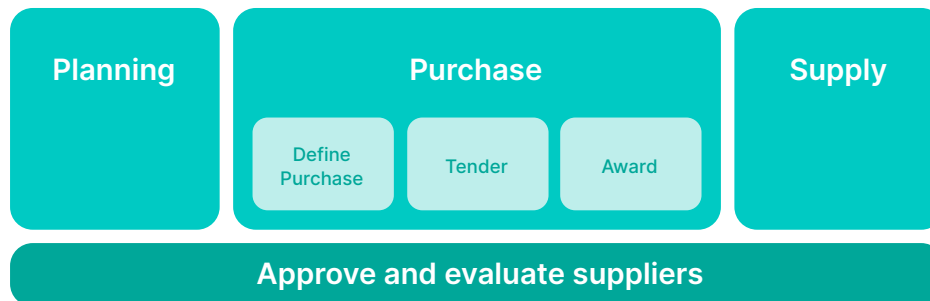 Planning
Purchase
Supply
Define
Purchase
Tender
Award
Approve and evaluate suppliers